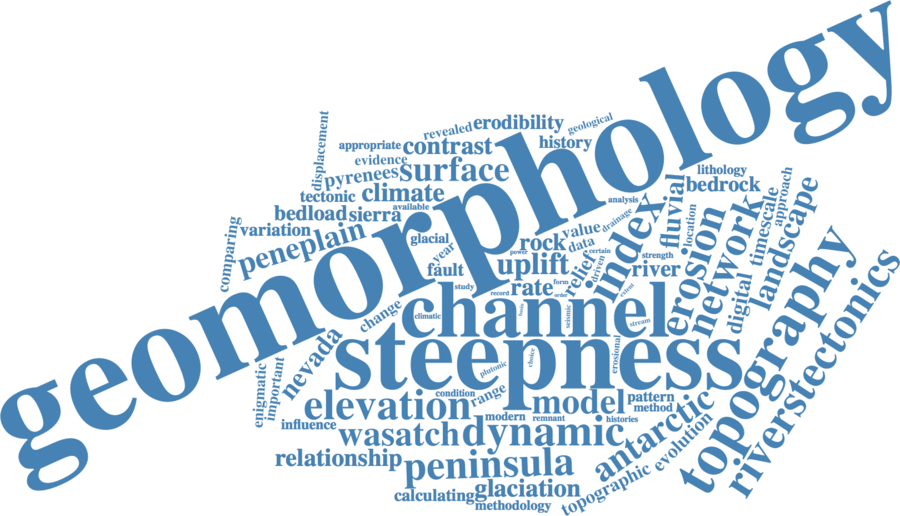 geomorphology
displacement
revealed
erodibility
geological
appropriate
contrast
history
evidence
pyrenees
surface
tectonic
climate
available
bedload
sierra
variation
peneplain
comparing
glacial
year
fault
study
rock
power
value
data
drainage
certain
analysis
index
fluvial
location
lithology
bedrock
approach
timescale
landscape
uplift
relief
driven
river
strength
erosion
network
digital
rate
record
form
order
extent
channel
climatic
seismic
stream
change
nevada
steepness
plutonic
choice
erosional
topography
riverstectonics
enigmatic
important
elevation
condition
range
model
pattern
method
influence
modern
remnant
histories
wasatch
dynamic
antarctic
relationship
peninsula
evolution
topographic
calculating
glaciation
methodology